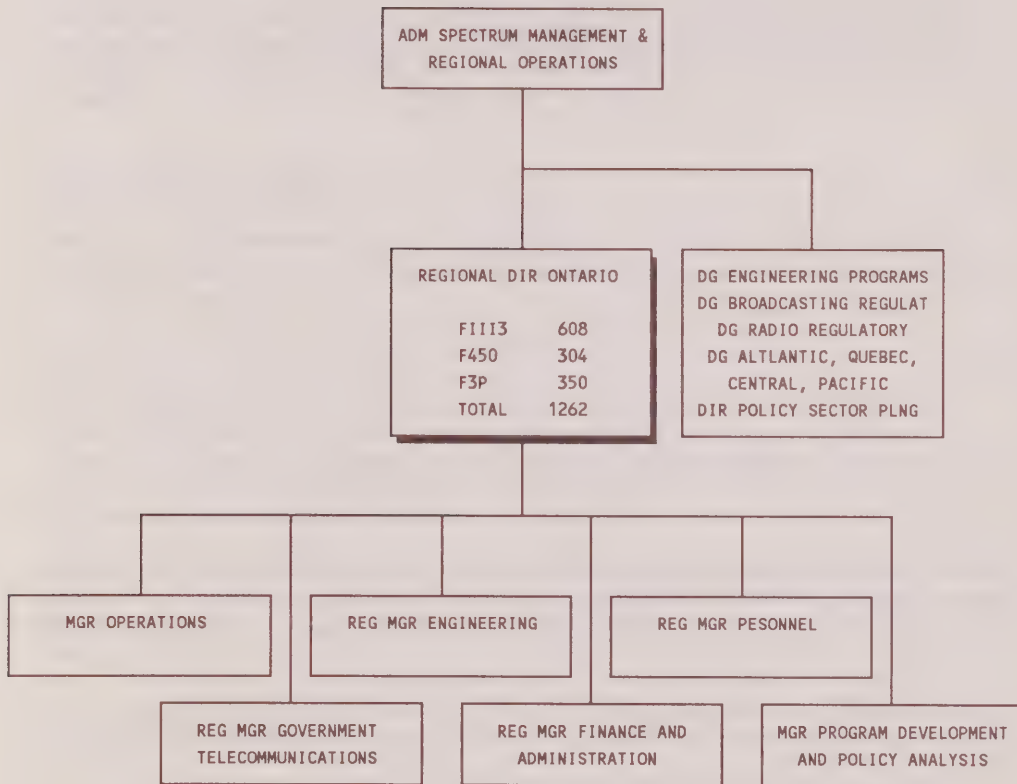 ADM SPECTRUM MANAGEMENT &
REGIONAL OPERATIONS
REGIONAL DIR ONTARIO
FIII3 608
F450 304
F3P 350
TOTAL 1262
DG ENGINEERING PROGRAMS
DG BROADCASTING REGULAT
DG RADIO REGULATORY
DG ALTLANTIC, QUEBEC,
CENTRAL, PACIFIC
DIR POLICY SECTOR PLNG
MGR OPERATIONS
REG MGR ENGINEERING
REG MGR PESONNEL
REG MGR GOVERNMENT
TELECOMMUNICATIONS
REG MGR FINANCE AND
ADMINISTRATION
MGR PROGRAM DEVELOPMENT
AND POLICY ANALYSIS